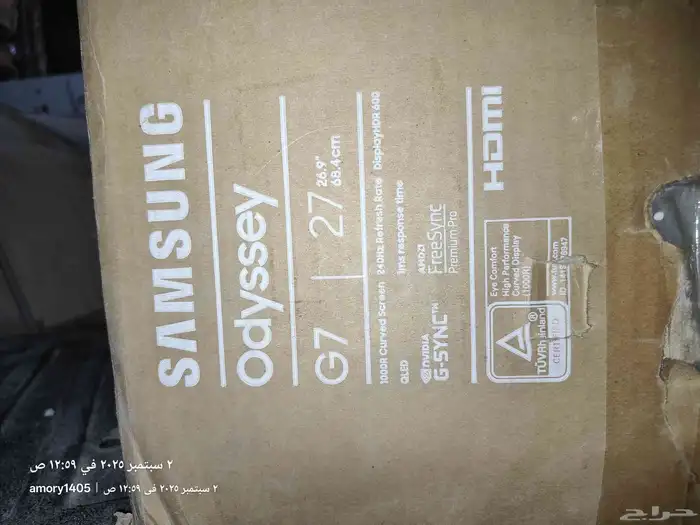 SAMSUNG
Odyssey
G7 | 27 26.9"
68.4cm
1000R Curved Screen 240Hz Refresh Rate DisplayHDR 600
QLED 1ms response time
NVIDIA G-SYNC™
AMD FreeSync
Premium Pro
HDMI
TÜVRheinland
CERTIFIED
Eye Comfort
High Performance
Curved Display
(1000R)
٢ سبتمبر ٢٠٢٥ في ١٢:٥٩ ص
amory1405 | ٢ سبتمبر ٢٠٢٥ في ١٢:٥٩ ص
حراج